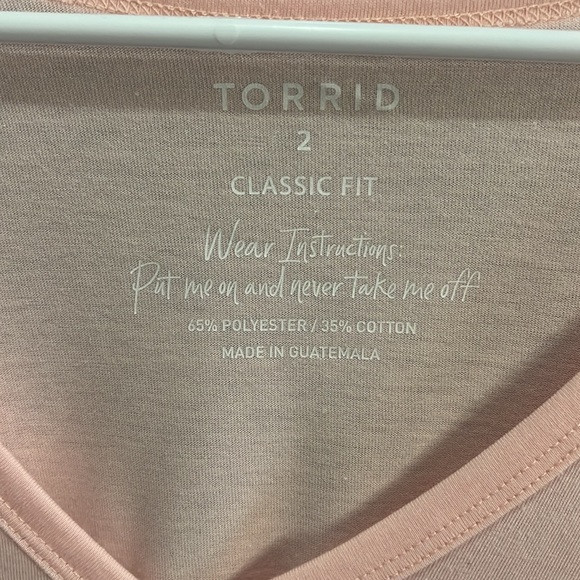 TORRID
2
CLASSIC FIT
Wear Instructions:
Put me on and never take me off
65% POLYESTER / 35% COTTON
MADE IN GUATEMALA